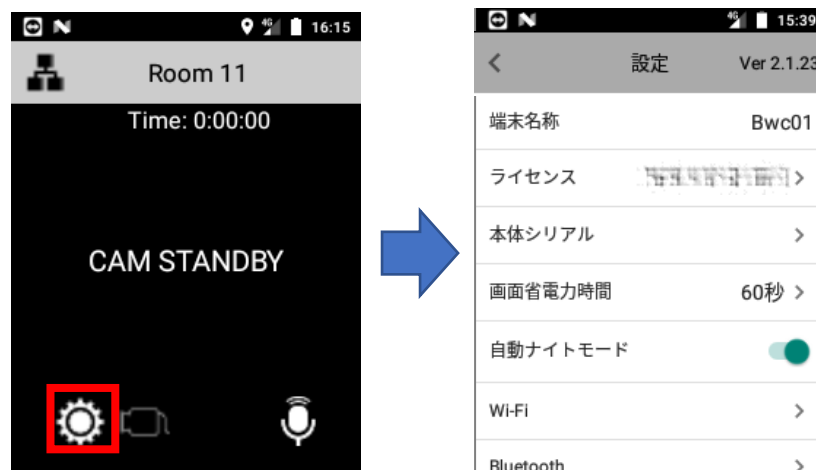 16:15
Room 11
Time: 0:00:00
CAM STANDBY
4G 15:39
設定 Ver 2.1.23
端末名称 Bwc01
ライセンス
本体シリアル
画面省電力時間 60秒
自動ナイトモード
Wi-Fi
Bluetooth